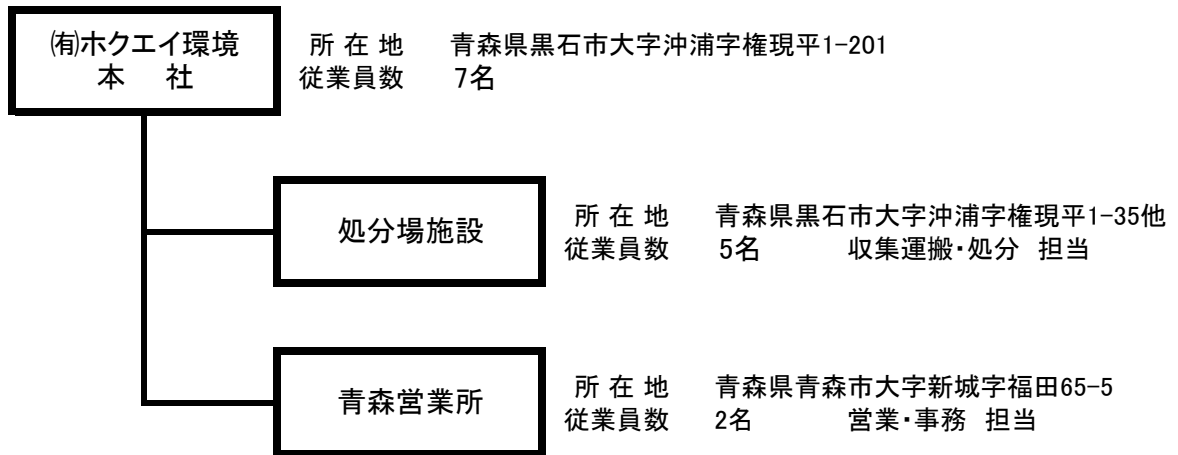 ㈲ホクエイ環境
本 社
所 在 地 青森県黒石市大字沖浦字権現平1-201
従業員数 7名
処分場施設
所 在 地 青森県黒石市大字沖浦字権現平1-35他
従業員数 5名 収集運搬・処分 担当
青森営業所
所 在 地 青森県青森市大字新城字福田65-5
従業員数 2名 営業・事務 担当